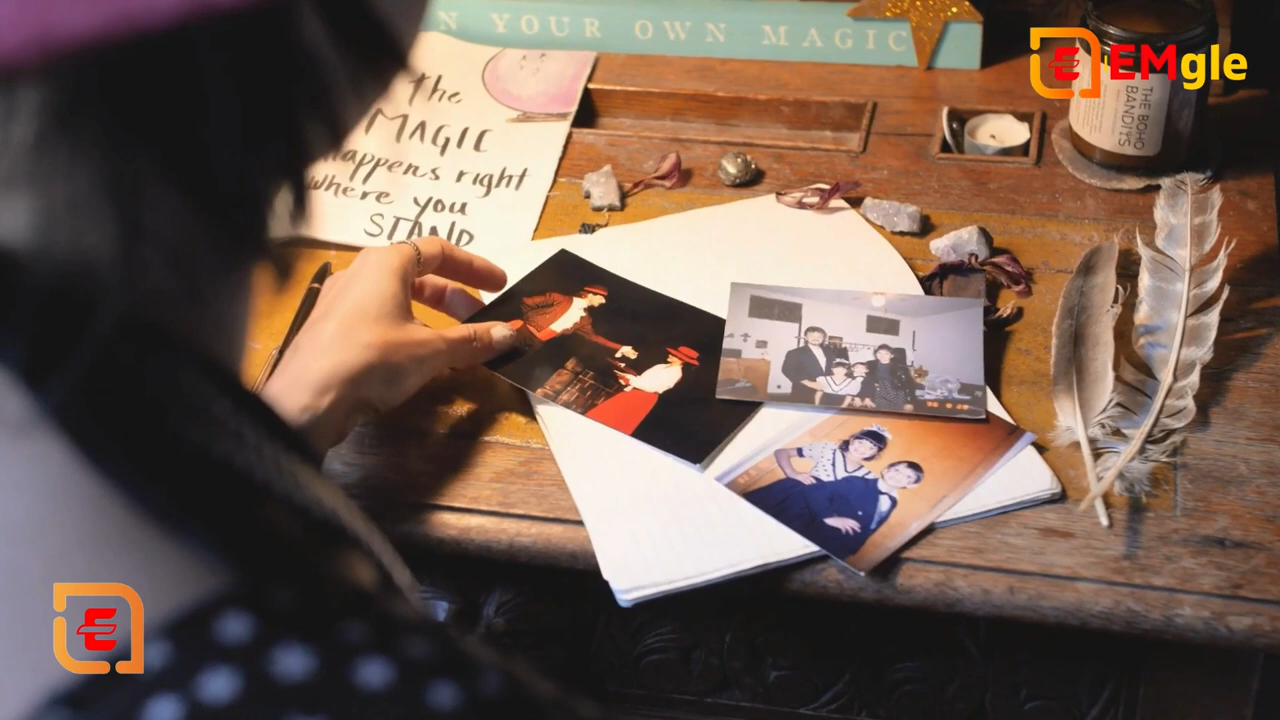 N YOUR OWN MAGIC
EMgle
the
MAGIC
happens right
where you
STAND
THE BOHO
BANDITS